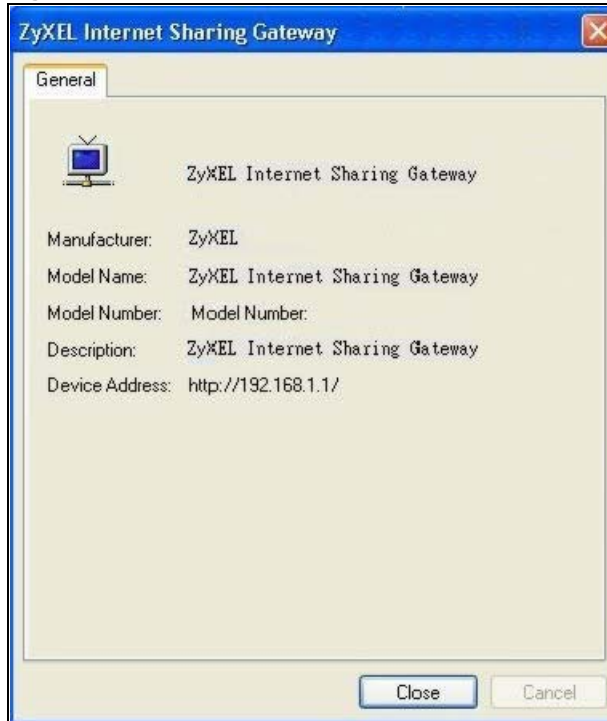 ZyXEL Internet Sharing Gateway
General
ZyXEL Internet Sharing Gateway
Manufacturer: ZyXEL
Model Name: ZyXEL Internet Sharing Gateway
Model Number: Model Number:
Description: ZyXEL Internet Sharing Gateway
Device Address: http://192.168.1.1/
Close Cancel